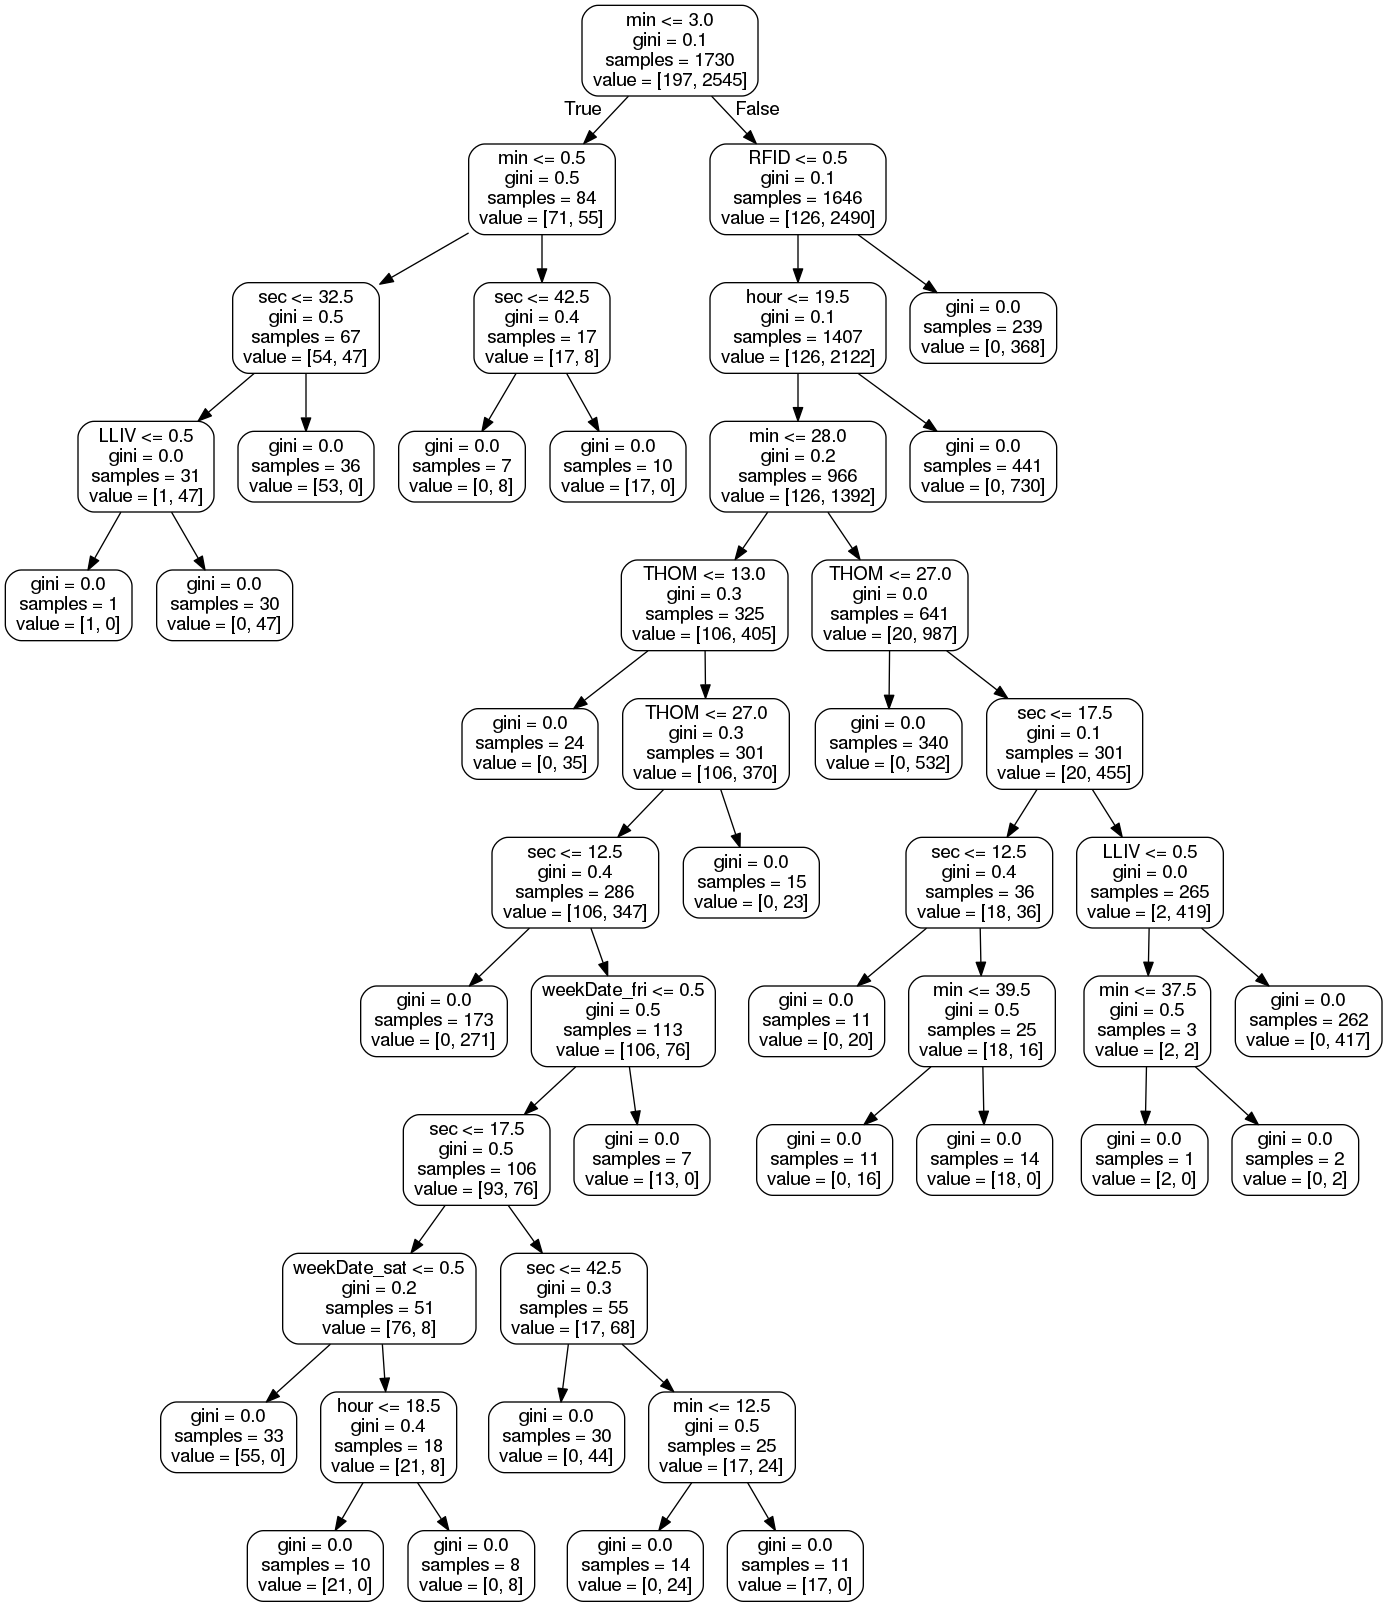 min <= 3.0
gini = 0.1
samples = 1730
value = [197, 2545]
True
False
min <= 0.5
gini = 0.5
samples = 84
value = [71, 55]
RFID <= 0.5
gini = 0.1
samples = 1646
value = [126, 2490]
sec <= 32.5
gini = 0.5
samples = 67
value = [54, 47]
sec <= 42.5
gini = 0.4
samples = 17
value = [17, 8]
hour <= 19.5
gini = 0.1
samples = 1407
value = [126, 2122]
gini = 0.0
samples = 239
value = [0, 368]
LLIV <= 0.5
gini = 0.0
samples = 31
value = [1, 47]
gini = 0.0
samples = 36
value = [53, 0]
gini = 0.0
samples = 7
value = [0, 8]
gini = 0.0
samples = 10
value = [17, 0]
min <= 28.0
gini = 0.2
samples = 966
value = [126, 1392]
gini = 0.0
samples = 441
value = [0, 730]
gini = 0.0
samples = 1
value = [1, 0]
gini = 0.0
samples = 30
value = [0, 47]
THOM <= 13.0
gini = 0.3
samples = 325
value = [106, 405]
THOM <= 27.0
gini = 0.0
samples = 641
value = [20, 987]
gini = 0.0
samples = 24
value = [0, 35]
THOM <= 27.0
gini = 0.3
samples = 301
value = [106, 370]
gini = 0.0
samples = 340
value = [0, 532]
sec <= 17.5
gini = 0.1
samples = 301
value = [20, 455]
sec <= 12.5
gini = 0.4
samples = 286
value = [106, 347]
gini = 0.0
samples = 15
value = [0, 23]
sec <= 12.5
gini = 0.4
samples = 36
value = [18, 36]
LLIV <= 0.5
gini = 0.0
samples = 265
value = [2, 419]
gini = 0.0
samples = 173
value = [0, 271]
weekDate_fri <= 0.5
gini = 0.5
samples = 113
value = [106, 76]
gini = 0.0
samples = 11
value = [0, 20]
min <= 39.5
gini = 0.5
samples = 25
value = [18, 16]
min <= 37.5
gini = 0.5
samples = 3
value = [2, 2]
gini = 0.0
samples = 262
value = [0, 417]
sec <= 17.5
gini = 0.5
samples = 106
value = [93, 76]
gini = 0.0
samples = 7
value = [13, 0]
gini = 0.0
samples = 11
value = [0, 16]
gini = 0.0
samples = 14
value = [18, 0]
gini = 0.0
samples = 1
value = [2, 0]
gini = 0.0
samples = 2
value = [0, 2]
weekDate_sat <= 0.5
gini = 0.2
samples = 51
value = [76, 8]
sec <= 42.5
gini = 0.3
samples = 55
value = [17, 68]
gini = 0.0
samples = 33
value = [55, 0]
hour <= 18.5
gini = 0.4
samples = 18
value = [21, 8]
gini = 0.0
samples = 30
value = [0, 44]
min <= 12.5
gini = 0.5
samples = 25
value = [17, 24]
gini = 0.0
samples = 10
value = [21, 0]
gini = 0.0
samples = 8
value = [0, 8]
gini = 0.0
samples = 14
value = [0, 24]
gini = 0.0
samples = 11
value = [17, 0]